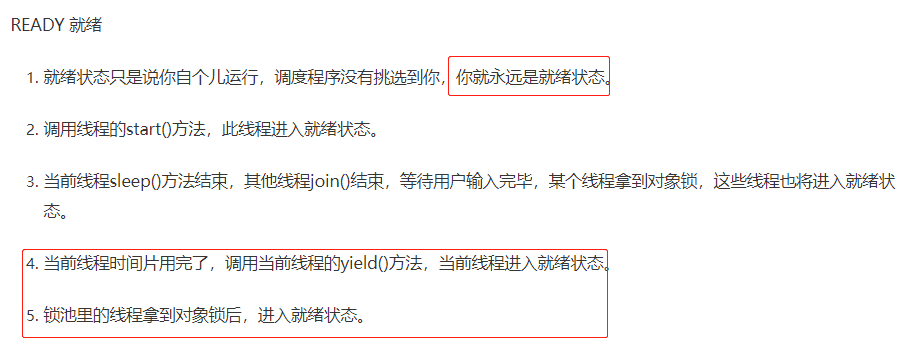 READY 就绪
1. 就绪状态只是说你自个儿运行，调度程序没有挑选到你，你就永远是就绪状态。
2. 调用线程的start()方法，此线程进入就绪状态。
3. 当前线程sleep()方法结束，其他线程join()结束，等待用户输入完毕，某个线程拿到对象锁，这些线程也将进入就绪状
态。
4. 当前线程时间片用完了，调用当前线程的yield()方法，当前线程进入就绪状态。
5. 锁池里的线程拿到对象锁后，进入就绪状态。